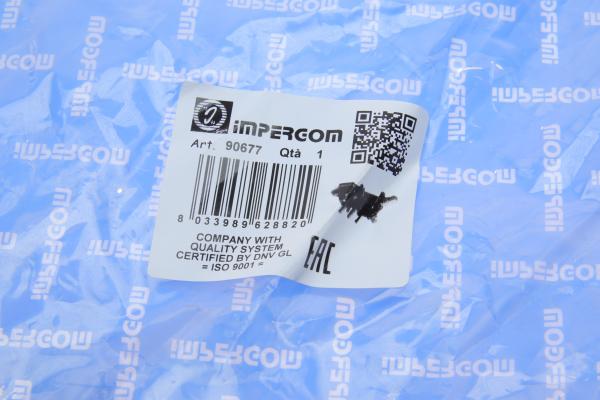 IMPERGOM
Art. 90677 Qtà 1
8 033989 628820
COMPANY WITH
QUALITY SYSTEM
CERTIFIED BY DNV GL
= ISO 9001 =
EAC
IMPERGOM
IMPERGOM
IMPERGOM
IMPERGOM
IMPERGOM
IMPERGOM
IMPERGOM
IMPERGOM
IMPERGOM